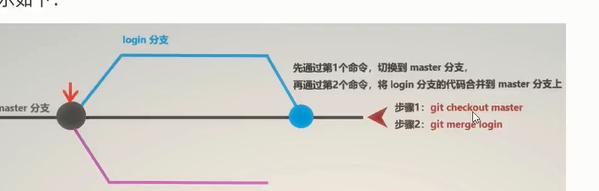 示如下：
login 分支
先通过第1个命令，切换到 master 分支，
再通过第2个命令，将 login 分支的代码合并到 master 分支上
master 分支
步骤1：git checkout master
步骤2：git merge login